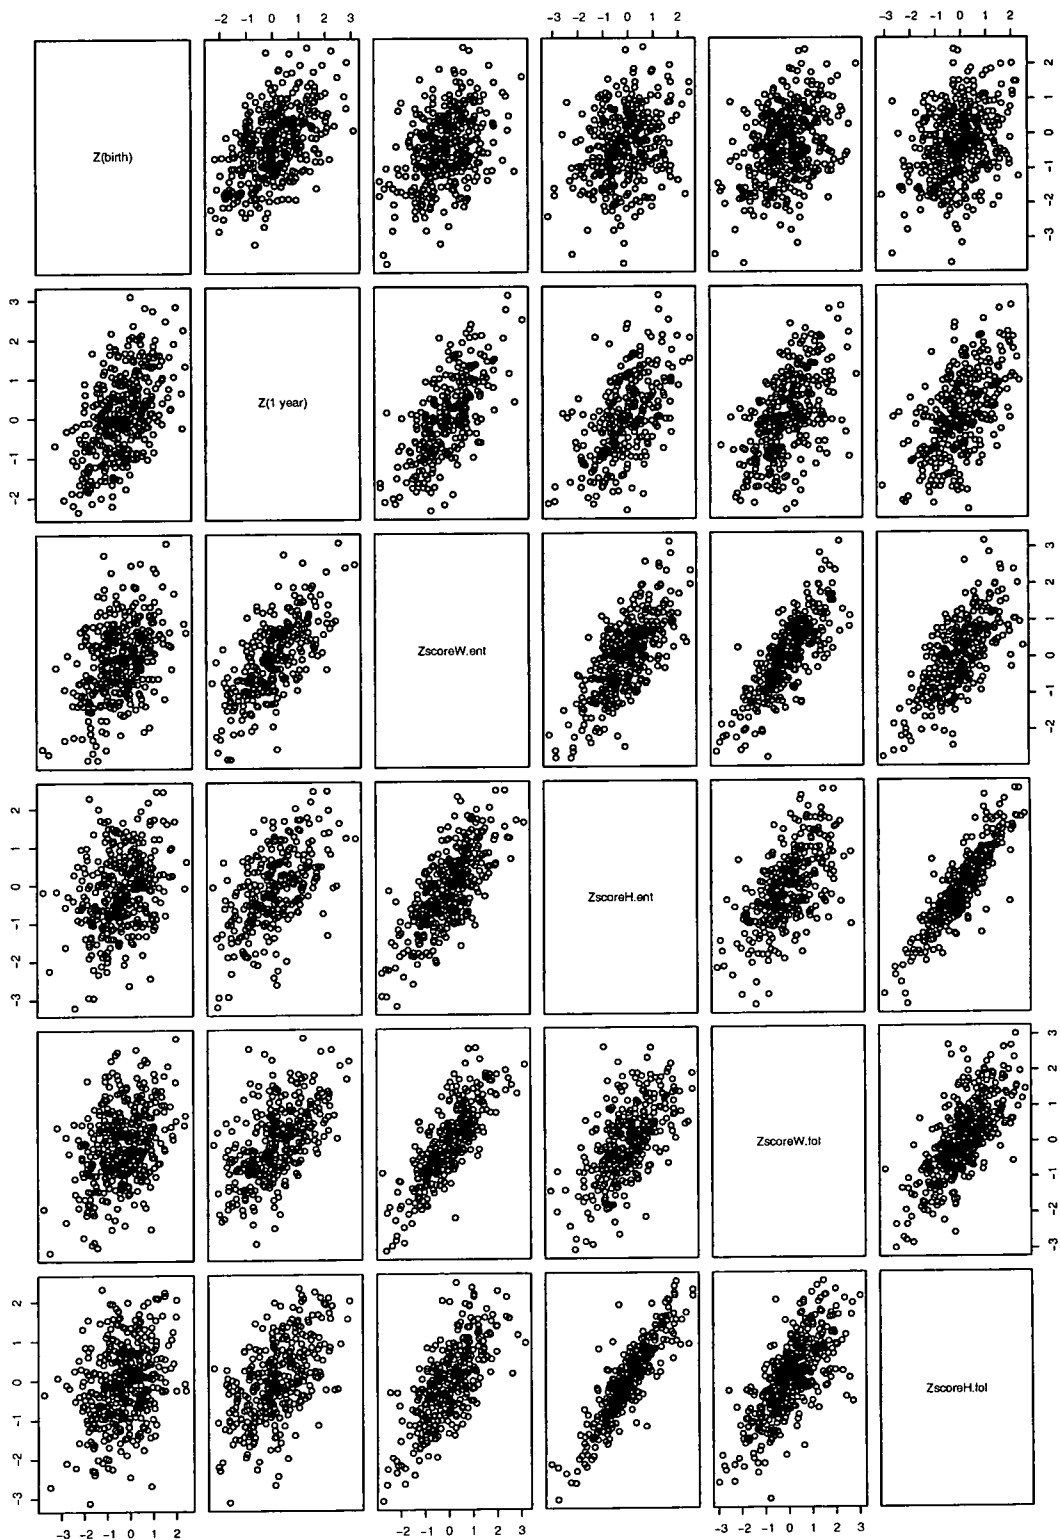 -2 -1 0 1 2 3 -3 -2 -1 0 1 2 -3 -2 -1 0 1 2
Z(birth)
2 1 0 -1 -2 -3
3 2 1 0 -1 -2
Z(1 year)
ZscoreW.ent
3 2 1 0 -1 -2
2 1 0 -1 -2 -3
ZscoreH.ent
ZscoreW.tot
3 2 1 0 -1 -2 -3
2 1 0 -1 -2 -3
ZscoreH.tot
-3 -2 -1 0 1 2 -2 -1 0 1 2 3 -3 -2 -1 0 1 2 3